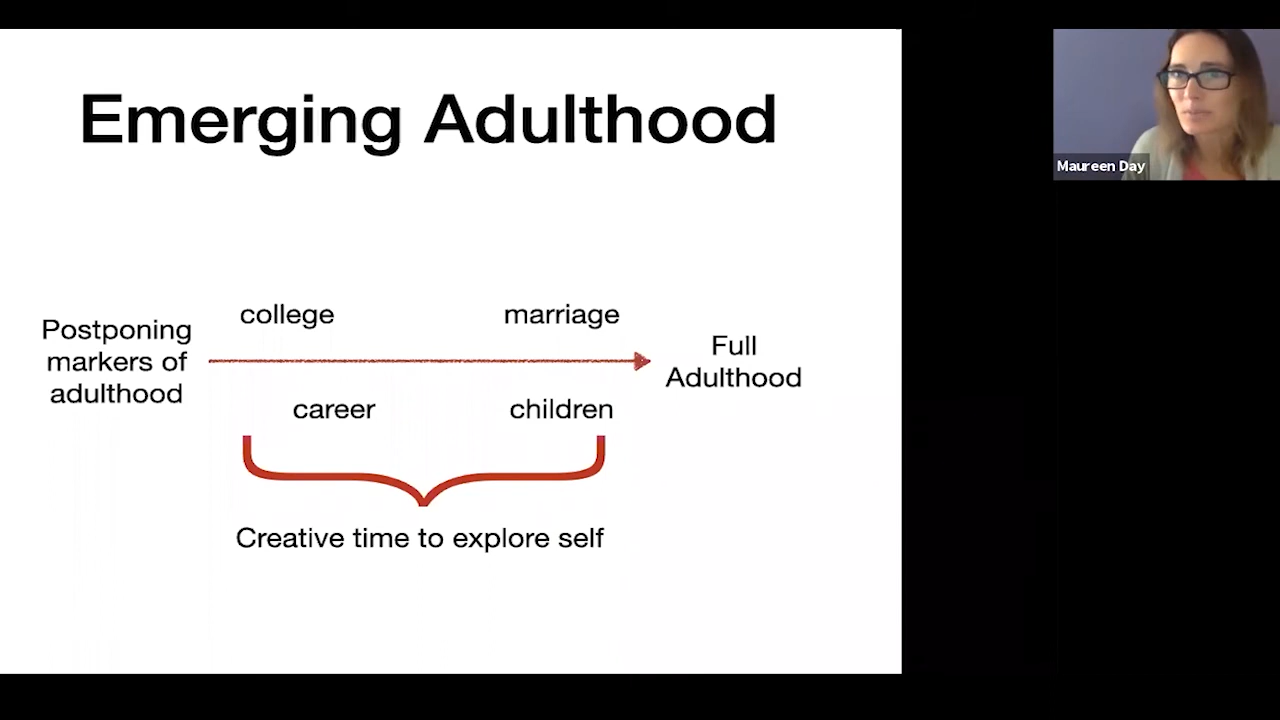 Emerging Adulthood
Maureen Day
college
marriage
Postponing
markers of
adulthood
Full
Adulthood
career
children
Creative time to explore self